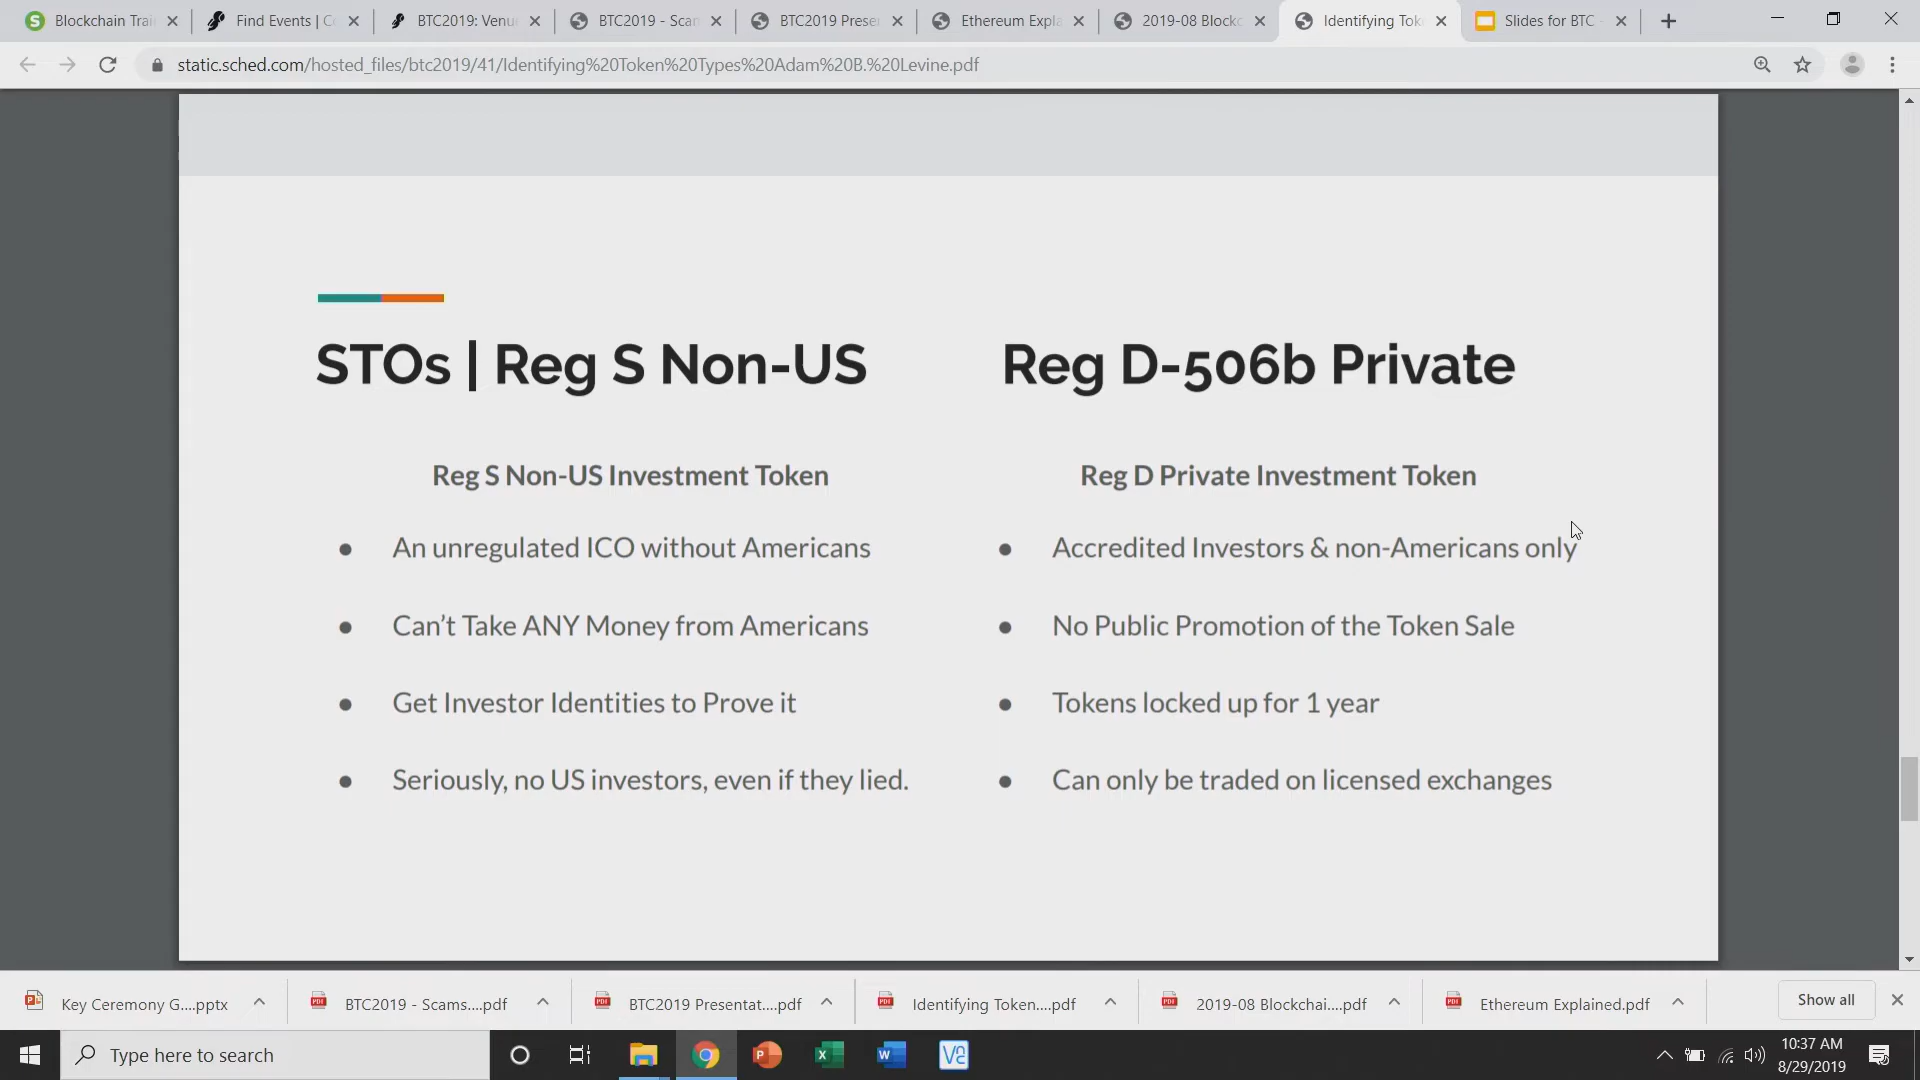 Blockchain Trai
Find Events | C
BTC2019: Venu
BTC2019 - Scan
BTC2019 Prese
Ethereum Expla
2019-08 Blockc
Identifying Tok
Slides for BTC -
static.sched.com/hosted_files/btc2019/41/Identifying%20Token%20Types%20Adam%20B.%20Levine.pdf
STOs | Reg S Non-US
Reg S Non-US Investment Token
● An unregulated ICO without Americans
● Can't Take ANY Money from Americans
● Get Investor Identities to Prove it
● Seriously, no US investors, even if they lied.
Reg D-506b Private
Reg D Private Investment Token
● Accredited Investors & non-Americans only
● No Public Promotion of the Token Sale
● Tokens locked up for 1 year
● Can only be traded on licensed exchanges
Key Ceremony G....pptx
BTC2019 - Scams....pdf
BTC2019 Presentat....pdf
Identifying Token....pdf
2019-08 Blockchai....pdf
Ethereum Explained.pdf
Show all
Type here to search
10:37 AM
8/29/2019